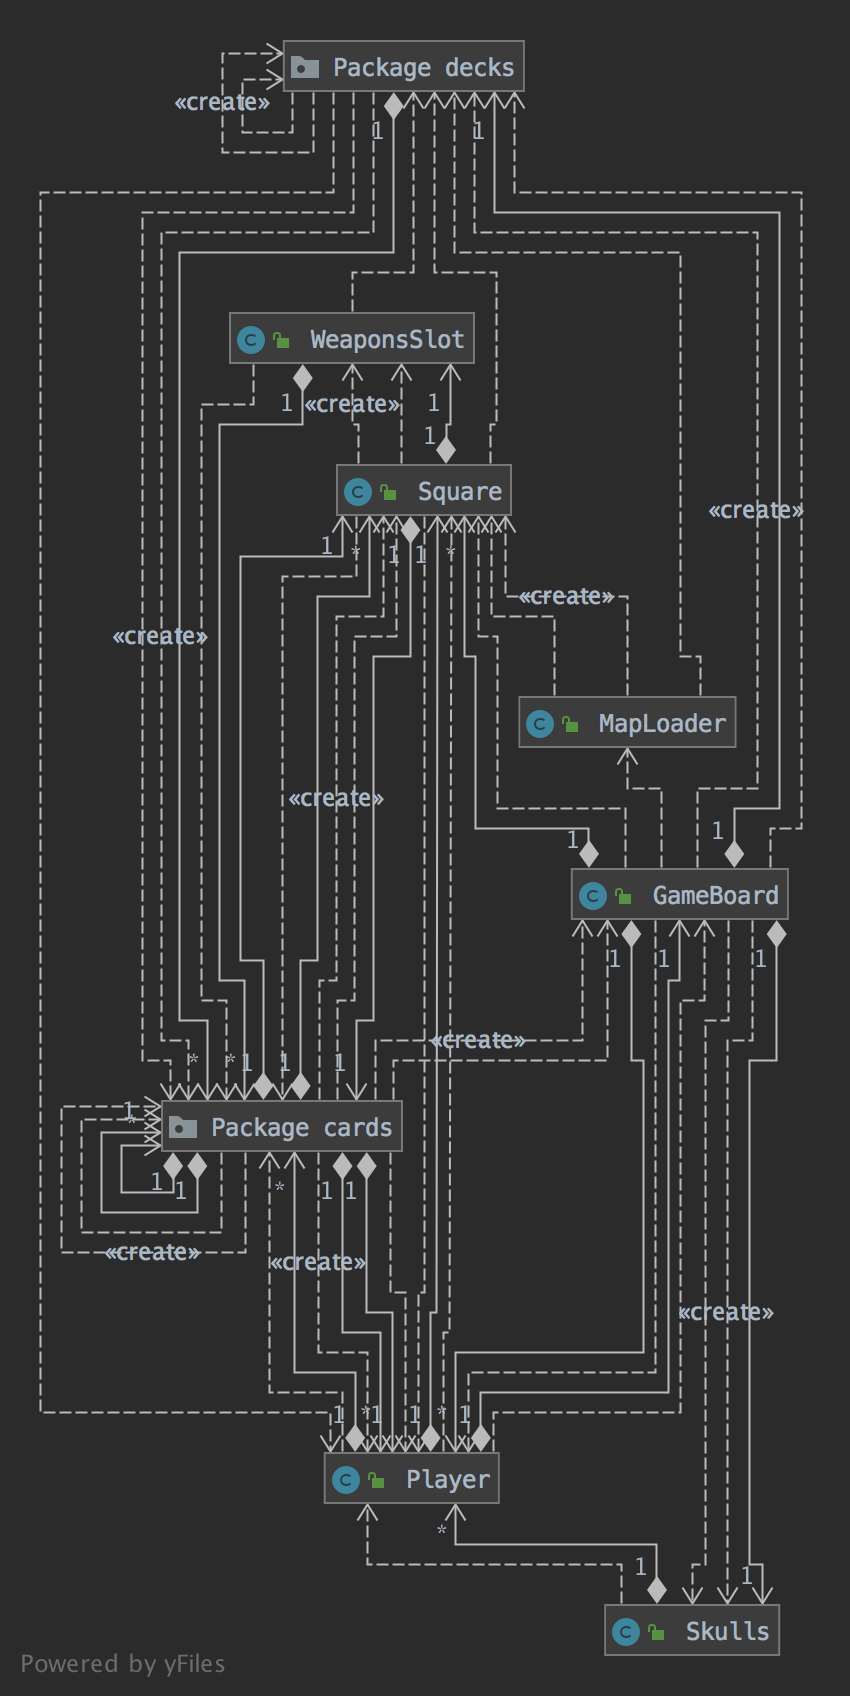 Package decks
«create»
1
1
WeaponsSlot
1
«create»
1
1
Square
«create»
1
*
1
1
*
«create»
«create»
MapLoader
«create»
1
1
GameBoard
1
1
1
«create»
*
*
1
1
1
1
*
Package cards
1
1
*
1
1
«create»
«create»
«create»
1
*
1
1
*
1
Player
*
1
1
Skulls
Powered by yFiles